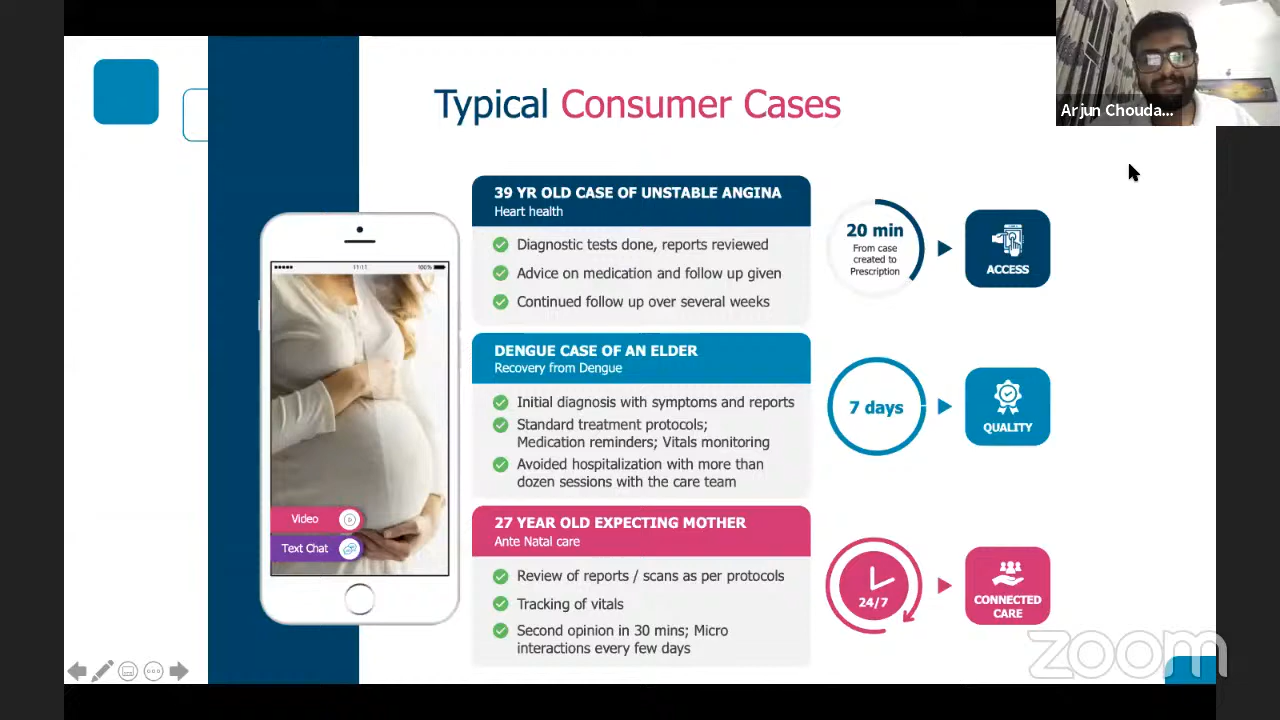 Typical Consumer Cases
Arjun Chouda...
39 YR OLD CASE OF UNSTABLE ANGINA
Heart health
Diagnostic tests done, reports reviewed
Advice on medication and follow up given
Continued follow up over several weeks
20 min
From case
created to
Prescription
ACCESS
11:11
100%
DENGUE CASE OF AN ELDER
Recovery from Dengue
Initial diagnosis with symptoms and reports
Standard treatment protocols;
Medication reminders; Vitals monitoring
Avoided hospitalization with more than
dozen sessions with the care team
7 days
QUALITY
Video
Text Chat
27 YEAR OLD EXPECTING MOTHER
Ante Natal care
Review of reports / scans as per protocols
Tracking of vitals
Second opinion in 30 mins; Micro
interactions every few days
24/7
CONNECTED
CARE
zoom